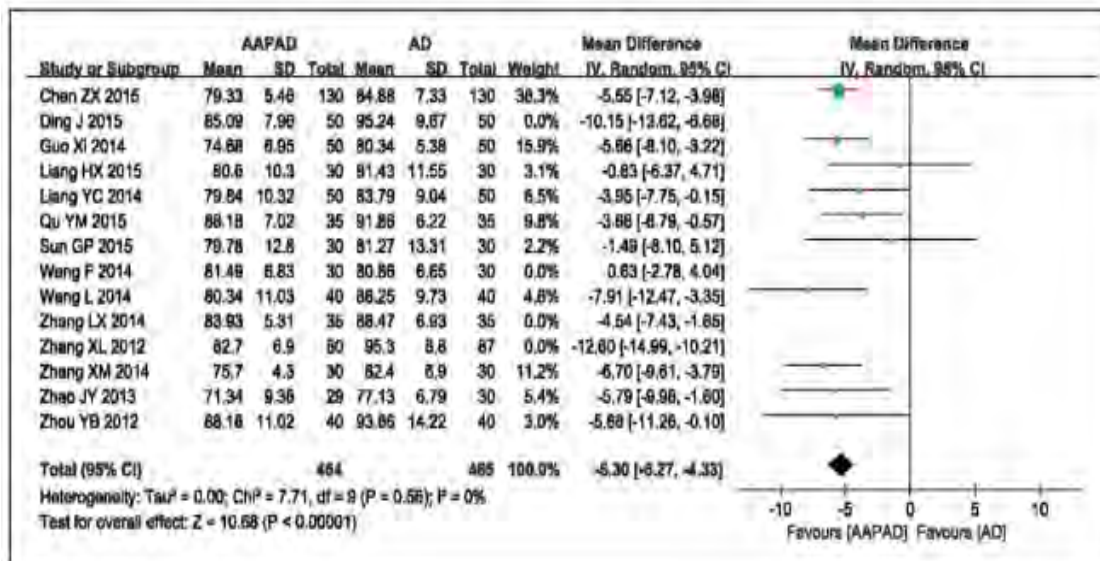 AAPAD AD Mean Difference Mean Difference
Study or Subgroup Mean SD Total Mean SD Total Weight IV, Random, 95% CI IV, Random, 95% CI
Chen ZX 2015 79.33 5.46 130 84.88 7.33 130 38.3% -5.55 [-7.12, -3.98]
Ding J 2015 85.09 7.96 50 95.24 9.67 50 0.0% -10.15 [-13.62, -6.68]
Guo Xi 2014 74.68 6.95 50 80.34 5.38 50 15.9% -5.66 [-8.10, -3.22]
Liang HX 2015 90.6 10.3 30 91.43 11.55 30 3.1% -0.83 [-6.37, 4.71]
Liang YC 2014 79.84 10.32 50 83.79 9.04 50 6.5% -3.95 [-7.75, -0.15]
Qu YM 2015 88.18 7.02 35 91.86 6.22 35 9.8% -3.68 [-6.79, -0.57]
Sun GP 2015 79.78 12.8 30 81.27 13.31 30 2.2% -1.49 [-8.10, 5.12]
Wang P 2014 81.49 6.83 30 80.86 6.65 30 0.0% 0.63 [-2.78, 4.04]
Wang L 2014 80.34 11.03 40 88.25 9.73 40 4.6% -7.91 [-12.47, -3.35]
Zhang LX 2014 83.93 5.31 35 88.47 6.93 35 0.0% -4.54 [-7.43, -1.65]
Zhang XL 2012 82.7 6.9 60 95.3 6.8 67 0.0% -12.60 [-14.99, -10.21]
Zhang XM 2014 75.7 4.3 30 82.4 6.9 30 11.2% -6.70 [-9.61, -3.79]
Zhao JY 2013 71.34 9.36 29 77.13 6.79 30 5.4% -5.79 [-9.98, -1.60]
Zhou YB 2012 88.18 11.02 40 93.86 14.22 40 3.0% -5.68 [-11.26, -0.10]
Total (95% CI) 464 465 100.0% -5.30 [-6.27, -4.33]
Heterogeneity: Tau² = 0.00; Chi² = 7.71, df = 9 (P = 0.56); I² = 0%
Test for overall effect: Z = 10.68 (P < 0.00001)
-10 -5 0 5 10
Favours [AAPAD] Favours [AD]